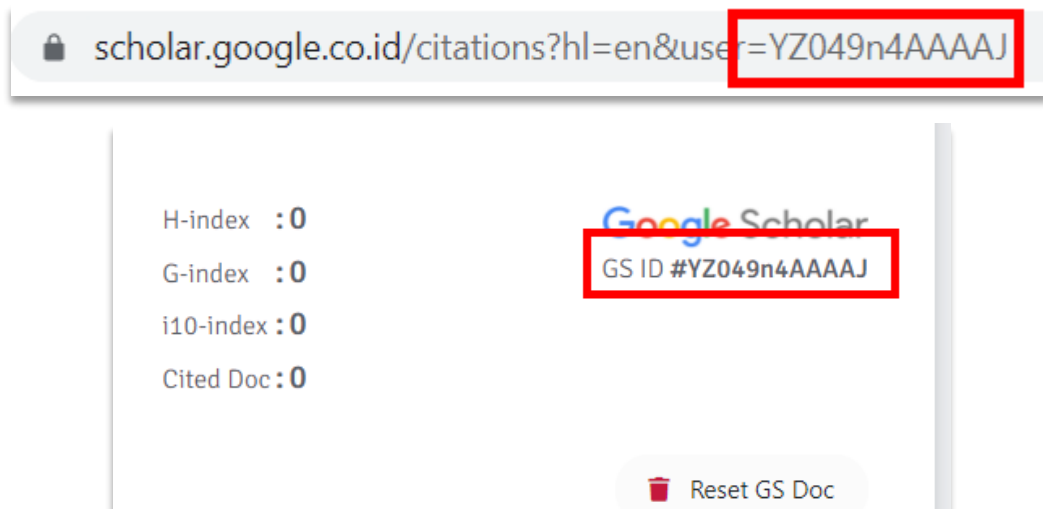 scholar.google.co.id/citations?hl=en&user=YZ049n4AAAAJ
H-index : 0
Google Scholar
G-index : 0
GS ID #YZ049n4AAAAJ
i10-index : 0
Cited Doc : 0
Reset GS Doc